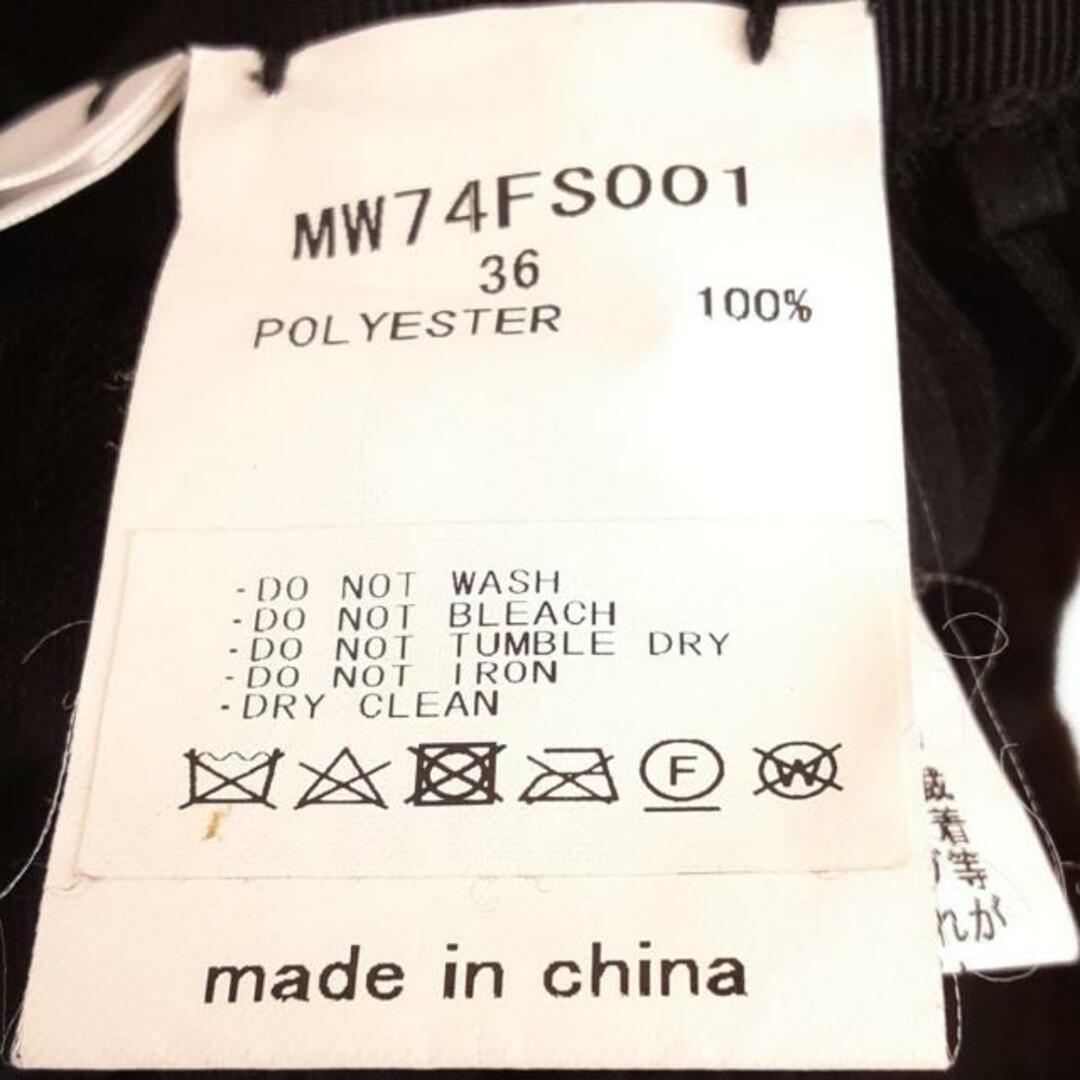 MW74FS001
36
POLYESTER 100%
-DO NOT WASH
-DO NOT BLEACH
-DO NOT TUMBLE DRY
-DO NOT IRON
-DRY CLEAN
F W
made in china
着
等
れが